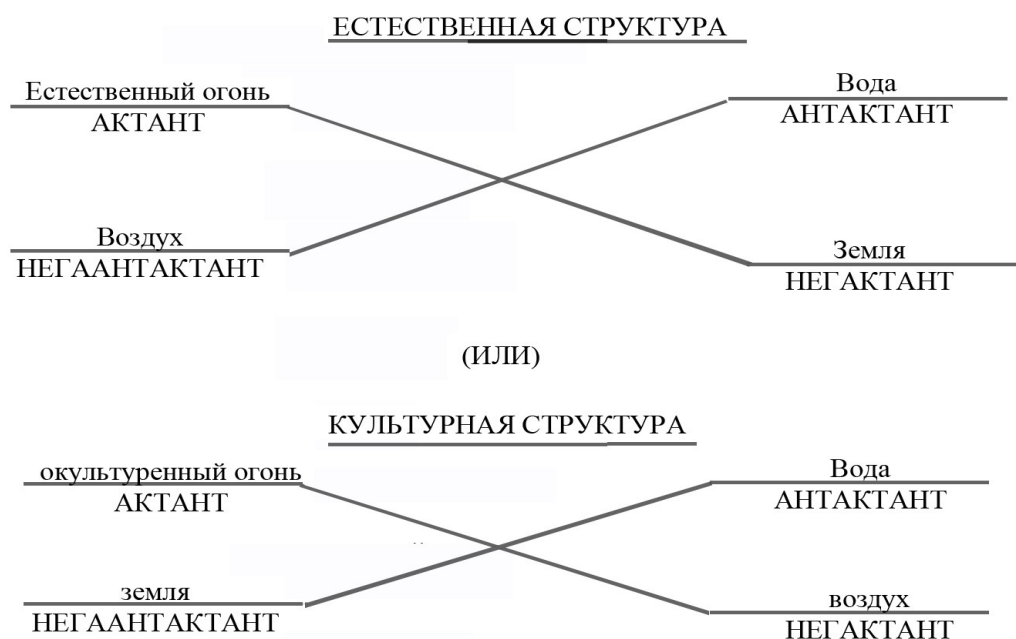 ЕСТЕСТВЕННАЯ СТРУКТУРА
Естественный огонь
АКТАНТ
Вода
АНТАКТАНТ
Воздух
НЕГААНТАКТАНТ
Земля
НЕГАКТАНТ
(ИЛИ)
КУЛЬТУРНАЯ СТРУКТУРА
окультуренный огонь
АКТАНТ
Вода
АНТАКТАНТ
земля
НЕГААНТАКТАНТ
воздух
НЕГАКТАНТ